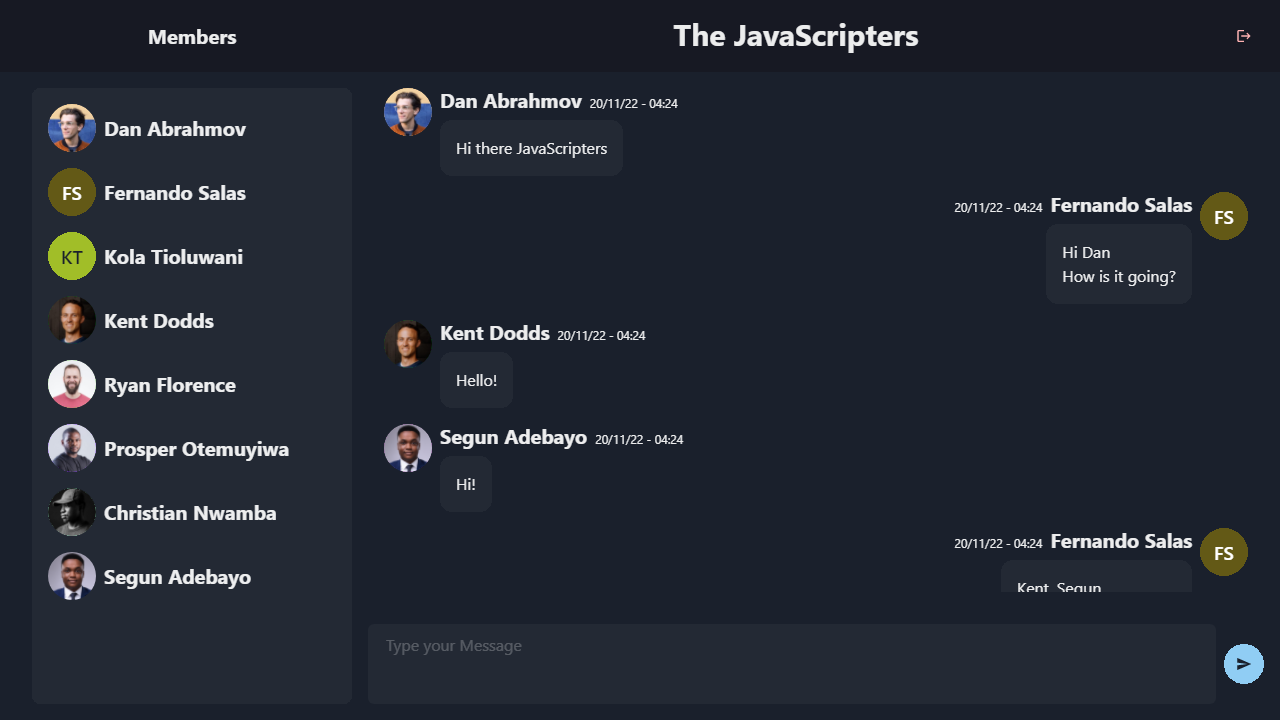 Members
The JavaScripters
Dan Abrahmov
FS Fernando Salas
KT Kola Tioluwani
Kent Dodds
Ryan Florence
Prosper Otemuyiwa
Christian Nwamba
Segun Adebayo
Dan Abrahmov 20/11/22 - 04:24
Hi there JavaScripters
20/11/22 - 04:24 Fernando Salas FS
Hi Dan
How is it going?
Kent Dodds 20/11/22 - 04:24
Hello!
Segun Adebayo 20/11/22 - 04:24
Hi!
20/11/22 - 04:24 Fernando Salas FS
Kent, Segun
Type your Message